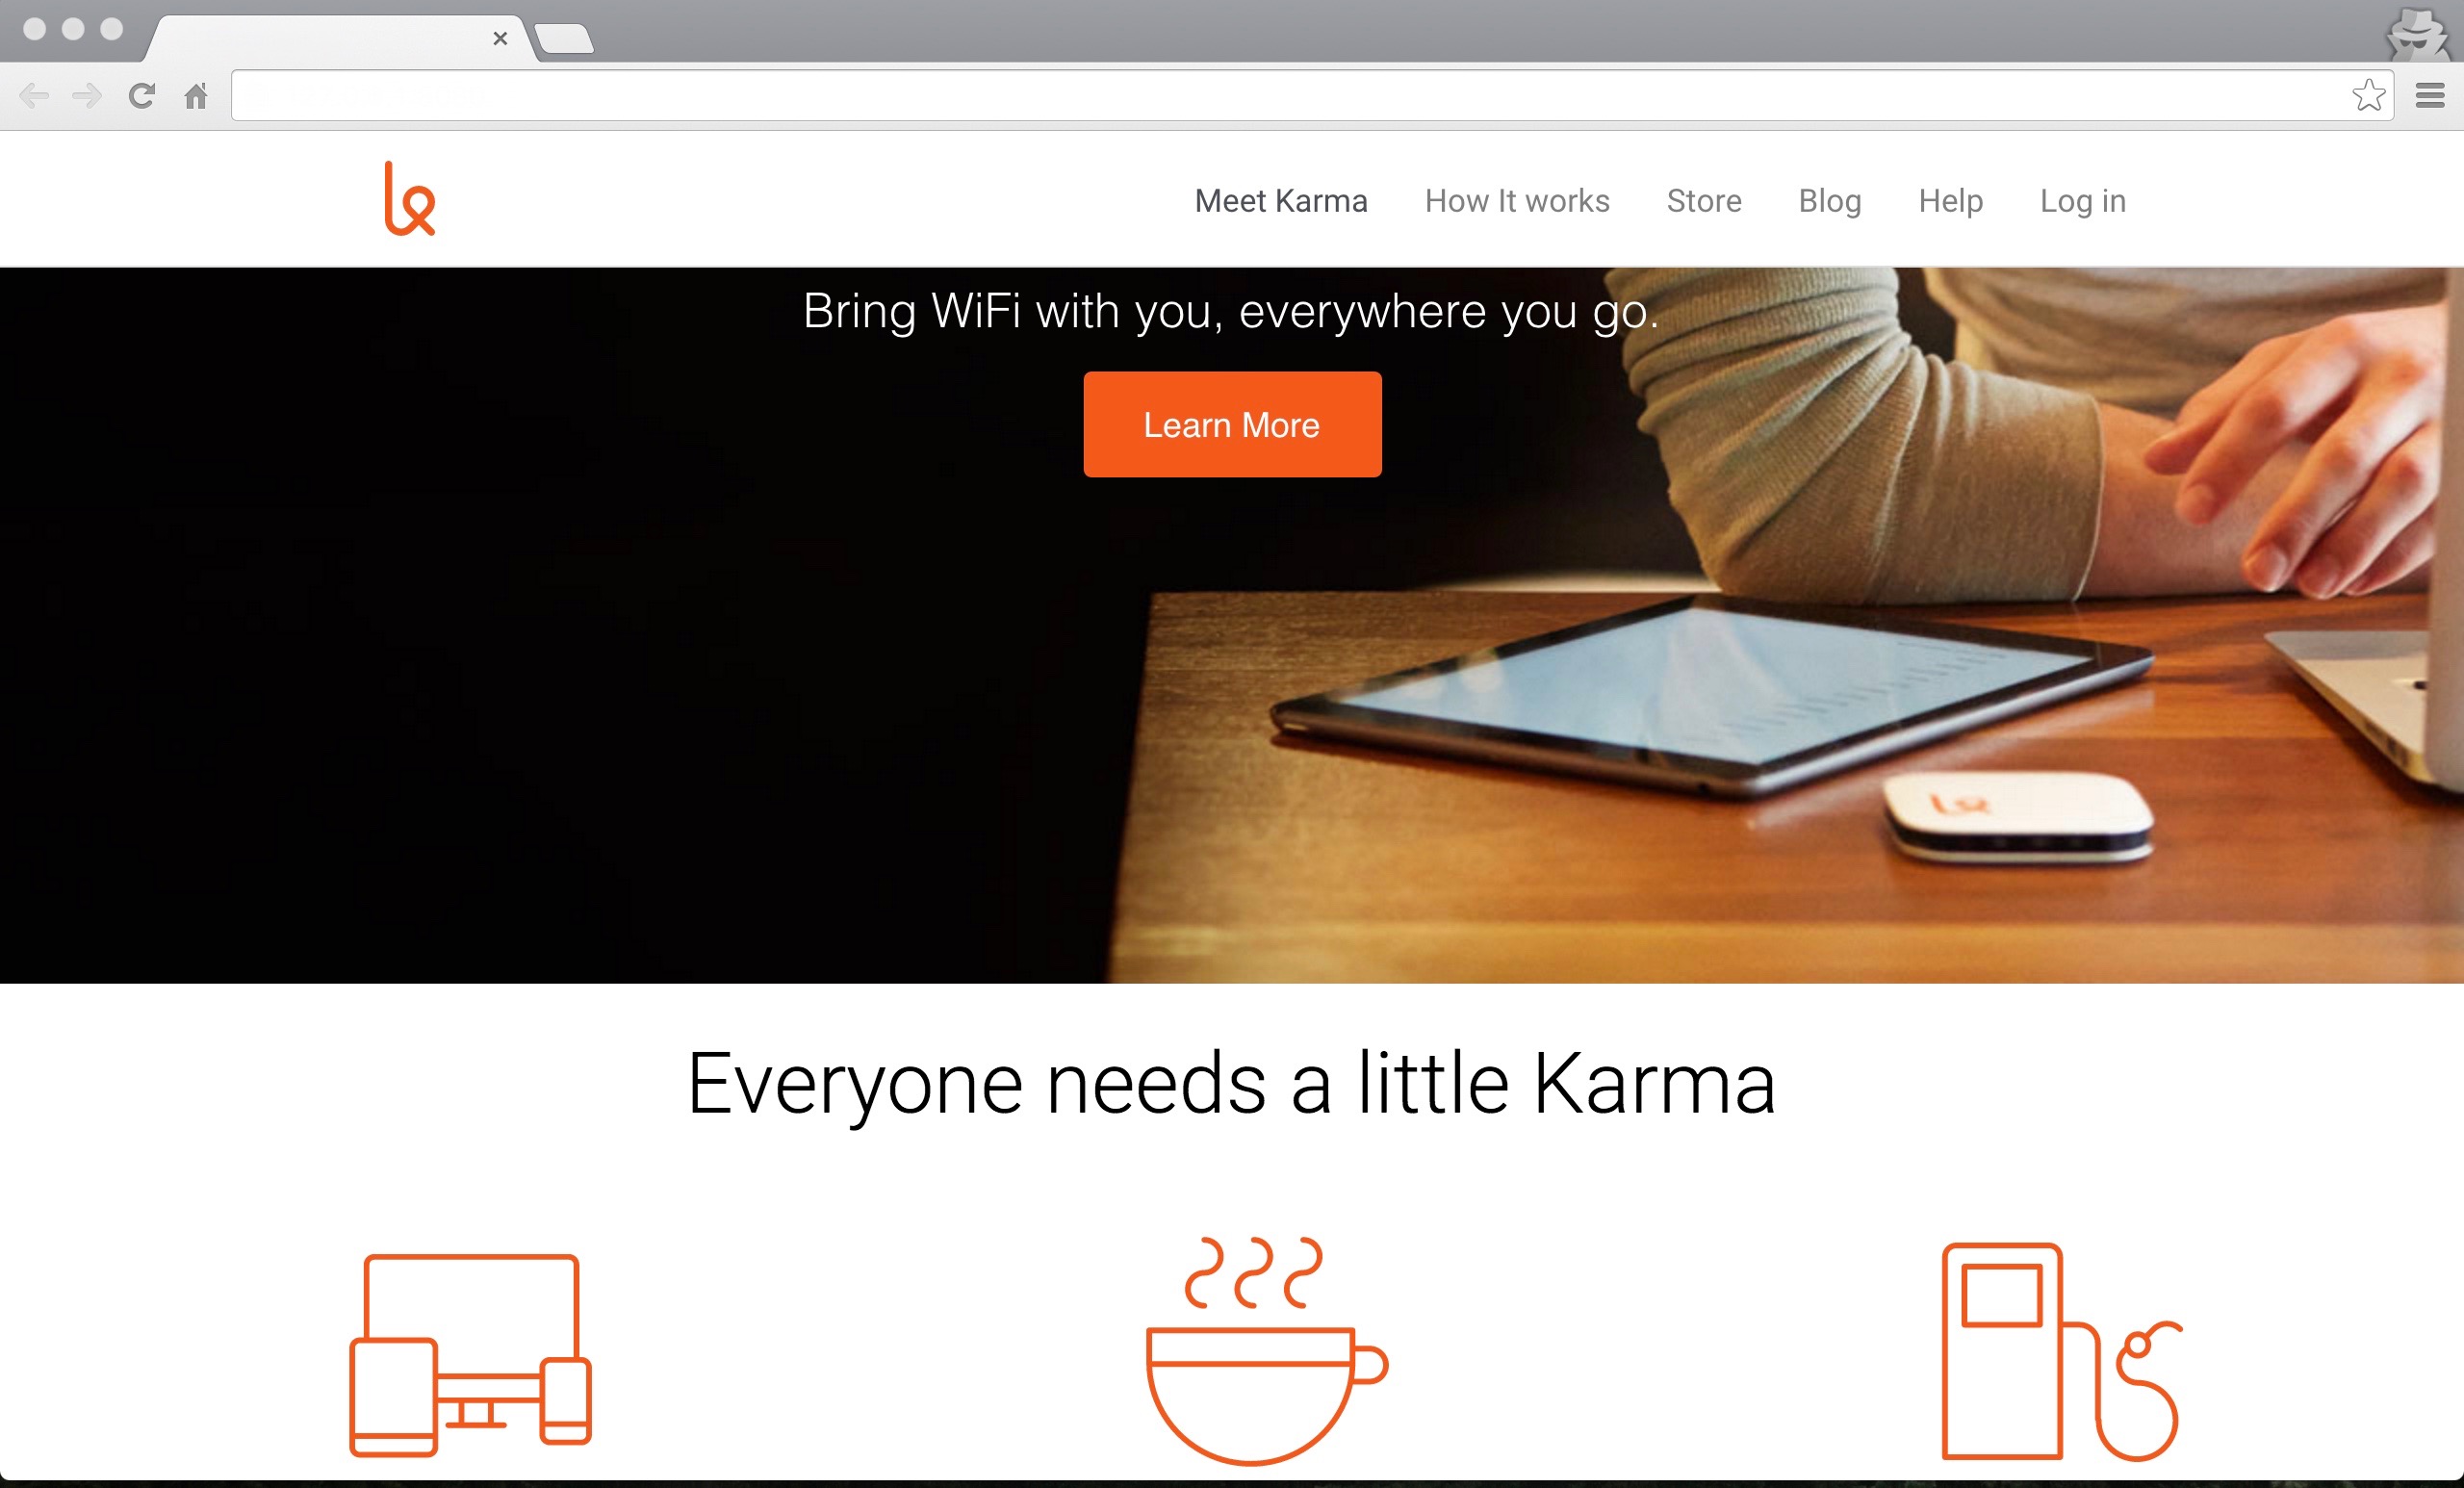 Meet Karma How It works Store Blog Help Log in
Bring WiFi with you, everywhere you go.
Learn More
Everyone needs a little Karma